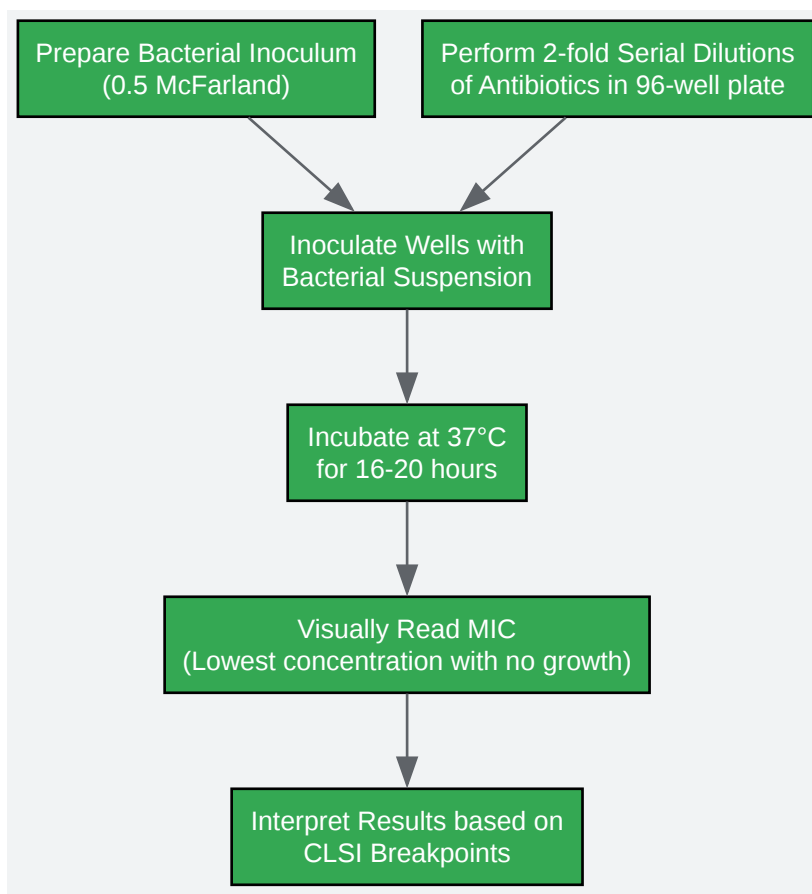 Prepare Bacterial Inoculum
(0.5 McFarland)
Perform 2-fold Serial Dilutions
of Antibiotics in 96-well plate
Inoculate Wells with
Bacterial Suspension
Incubate at 37°C
for 16-20 hours
Visually Read MIC
(Lowest concentration with no growth)
Interpret Results based on
CLSI Breakpoints